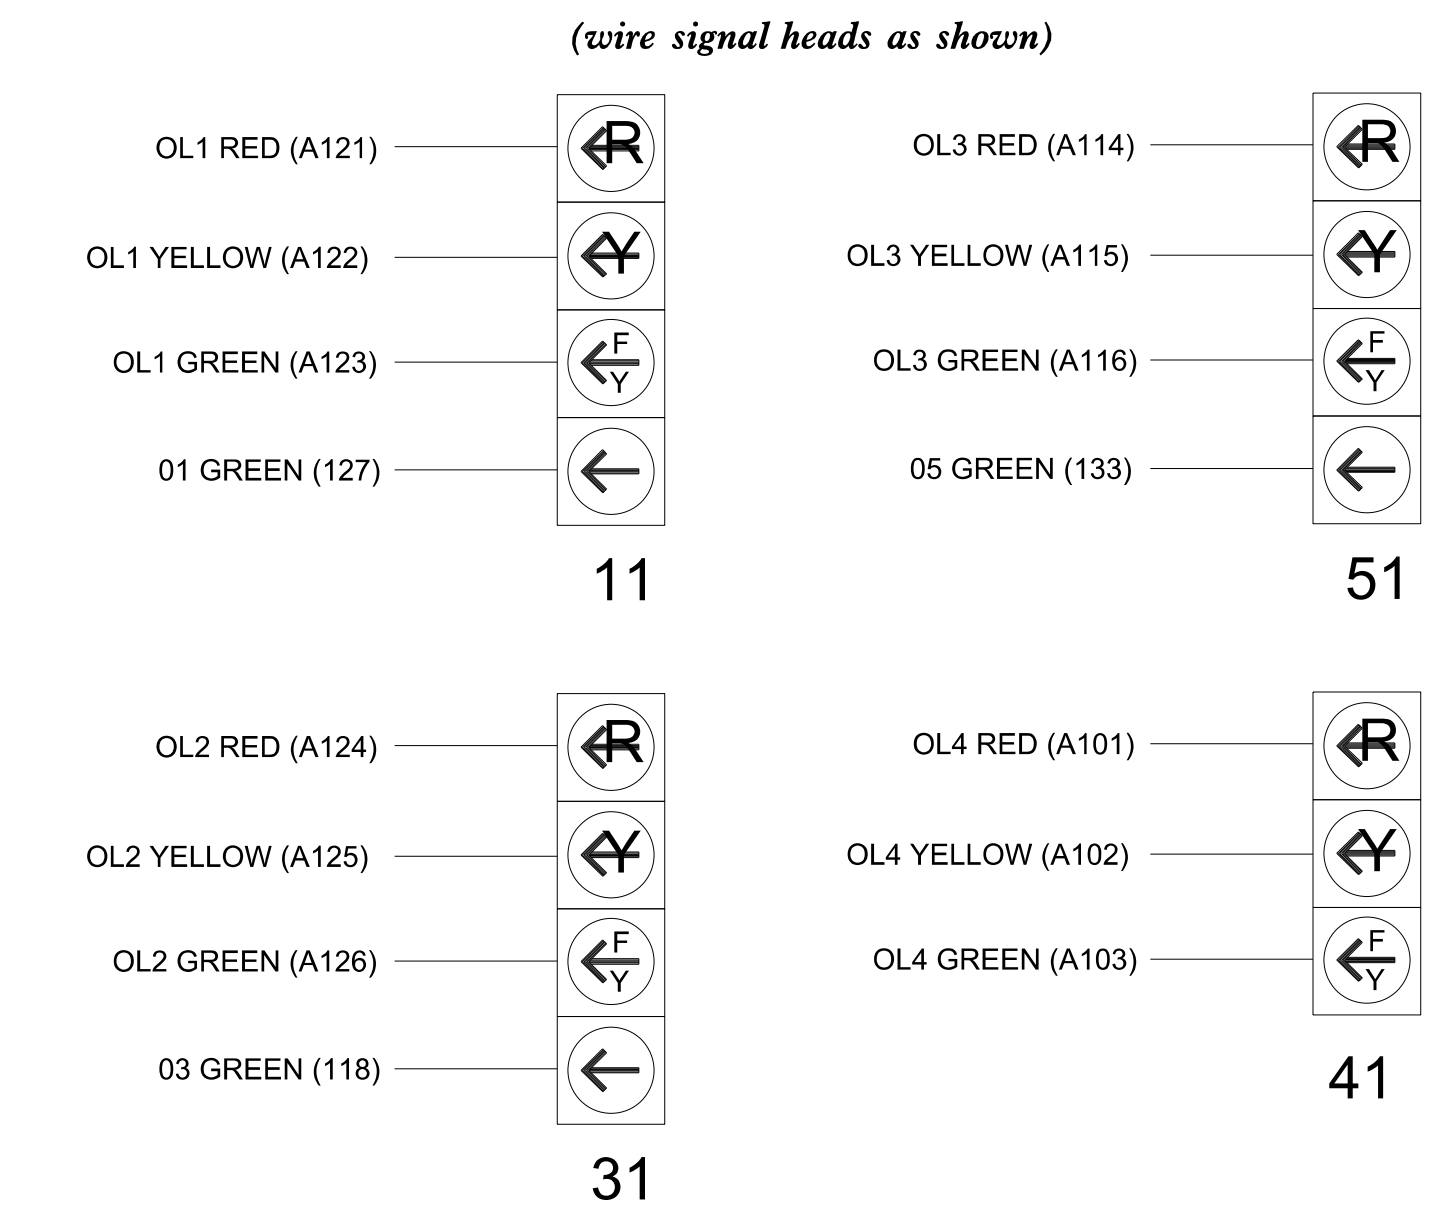 (wire signal heads as shown)
OL1 RED (A121)
R
OL1 YELLOW (A122)
Y
OL1 GREEN (A123)
F
Y
01 GREEN (127)
11
OL3 RED (A114)
R
OL3 YELLOW (A115)
Y
OL3 GREEN (A116)
F
Y
05 GREEN (133)
51
OL2 RED (A124)
R
OL2 YELLOW (A125)
Y
OL2 GREEN (A126)
F
Y
03 GREEN (118)
31
OL4 RED (A101)
R
OL4 YELLOW (A102)
Y
OL4 GREEN (A103)
F
Y
41